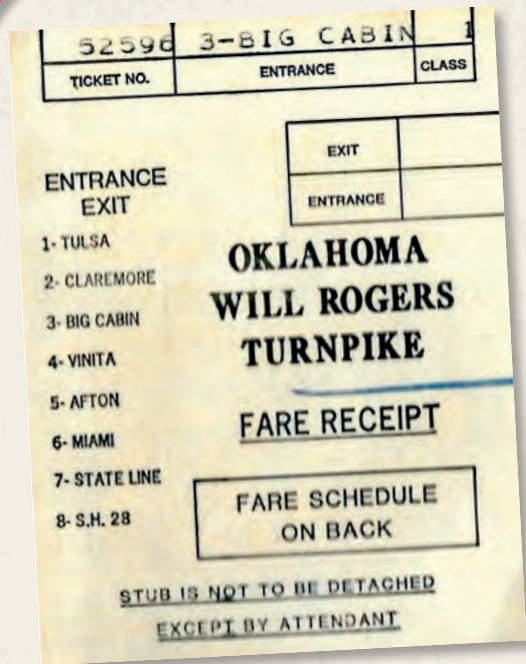 52596 3-BIG CABIN 1
TICKET NO. ENTRANCE CLASS
EXIT
ENTRANCE
ENTRANCE
EXIT
1- TULSA
2- CLAREMORE
3- BIG CABIN
4- VINITA
5- AFTON
6- MIAMI
7- STATE LINE
8- S.H. 28
OKLAHOMA
WILL ROGERS
TURNPIKE
FARE RECEIPT
FARE SCHEDULE
ON BACK
STUB IS NOT TO BE DETACHED
EXCEPT BY ATTENDANT